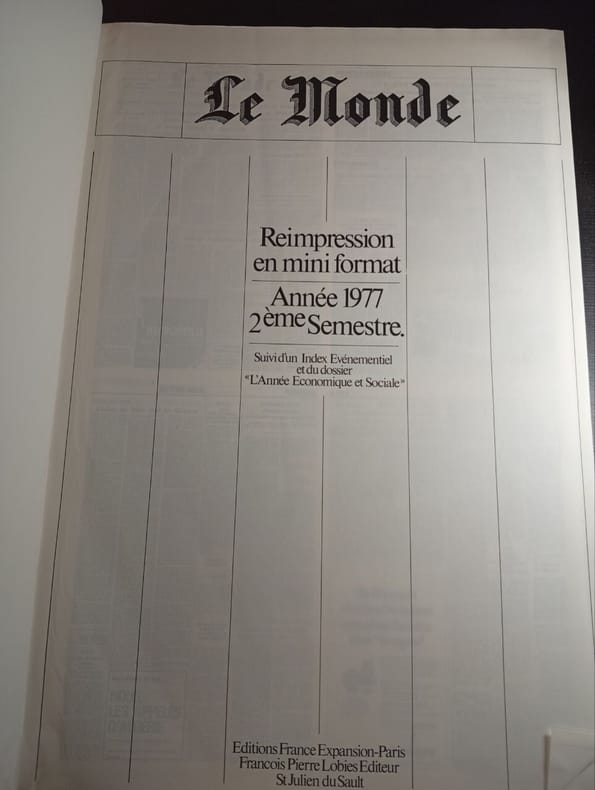 Le Monde
Reimpression
en mini format
Année 1977
2ème Semestre.
Suivi d'un Index Evénementiel
et du dossier
«L'Année Economique et Sociale»
Editions France Expansion-Paris
Francois Pierre Lobies Editeur
St Julien du Sault